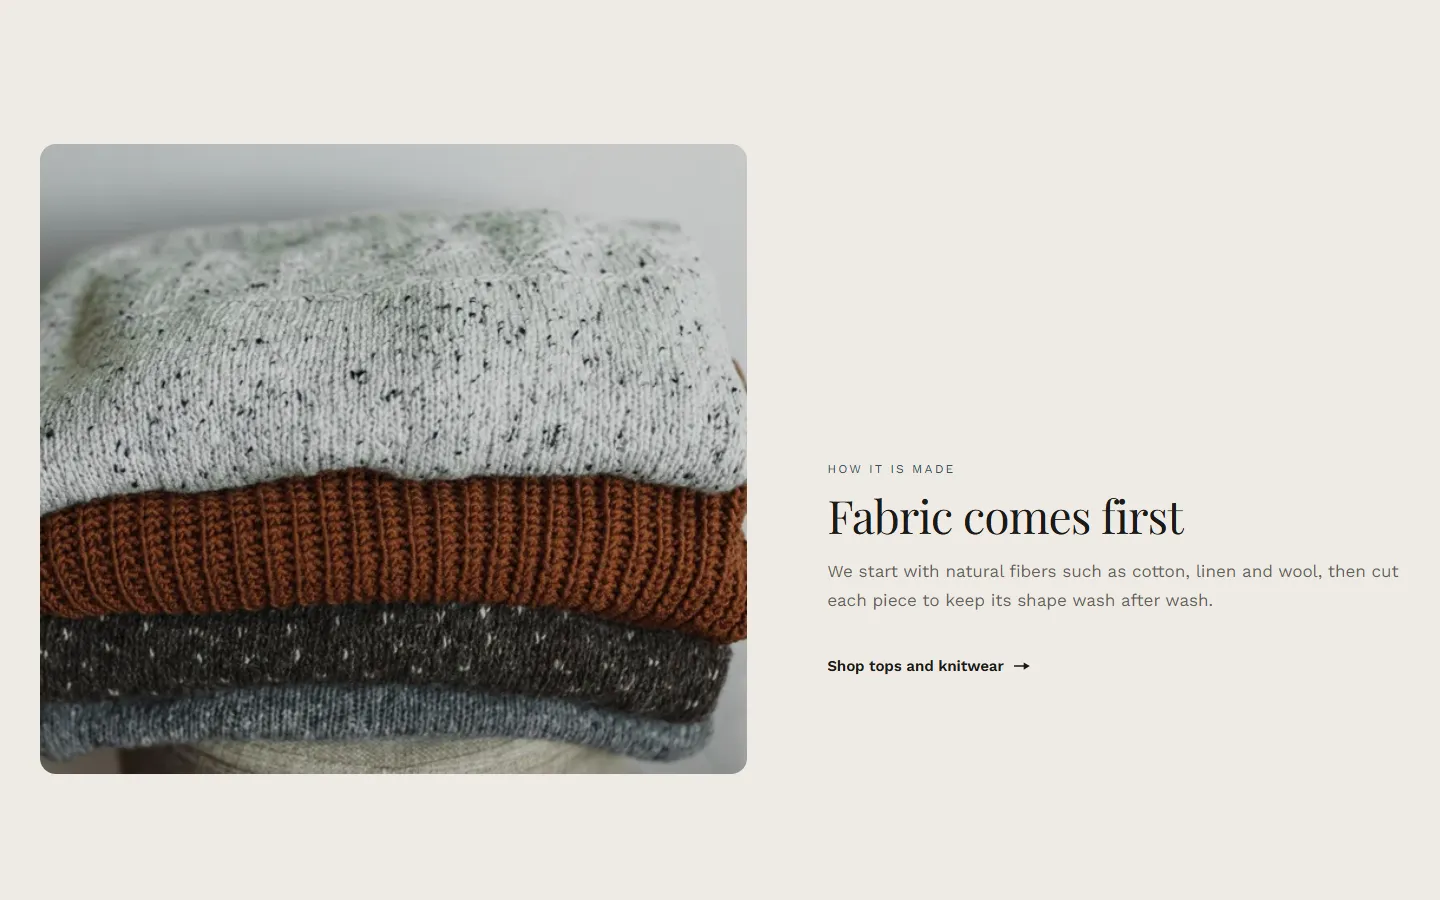 HOW IT IS MADE
Fabric comes first
We start with natural fibers such as cotton, linen and wool, then cut
each piece to keep its shape wash after wash.
Shop tops and knitwear →